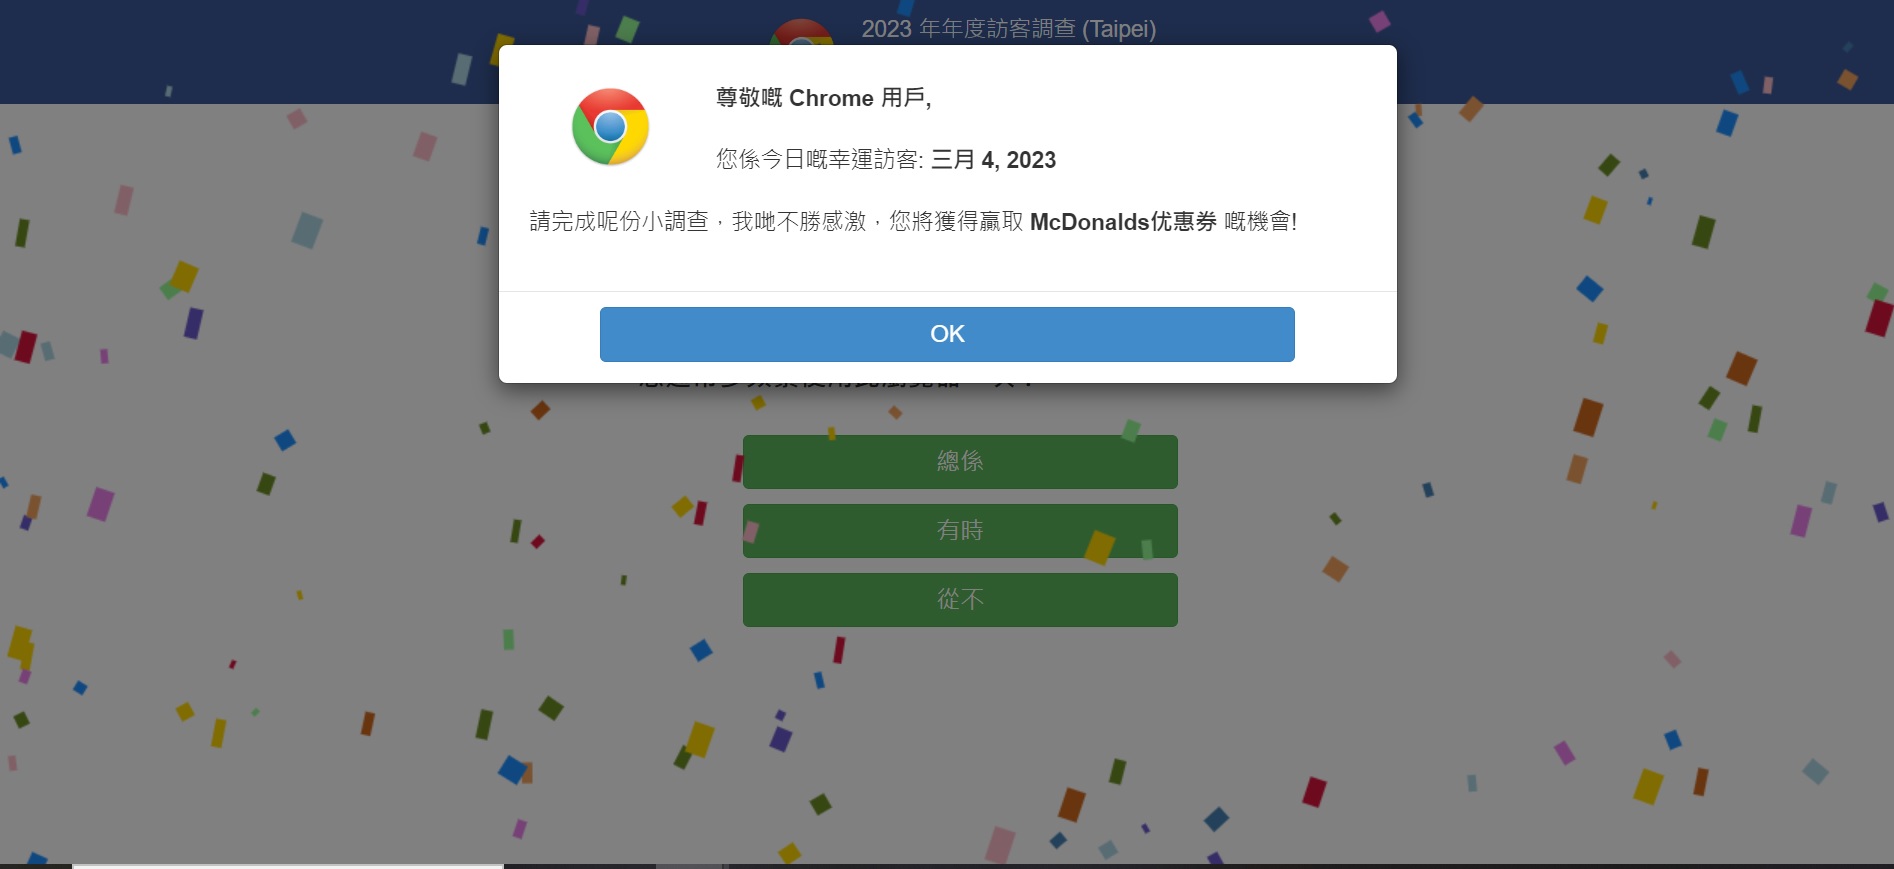 2023 年年度訪客調查 (Taipei)
尊敬嘅 Chrome 用戶,
您係今日嘅幸運訪客: 三月 4, 2023
請完成呢份小調查，我哋不勝感激，您將獲得贏取 McDonalds优惠券 嘅機會!
OK
總係
有時
從不